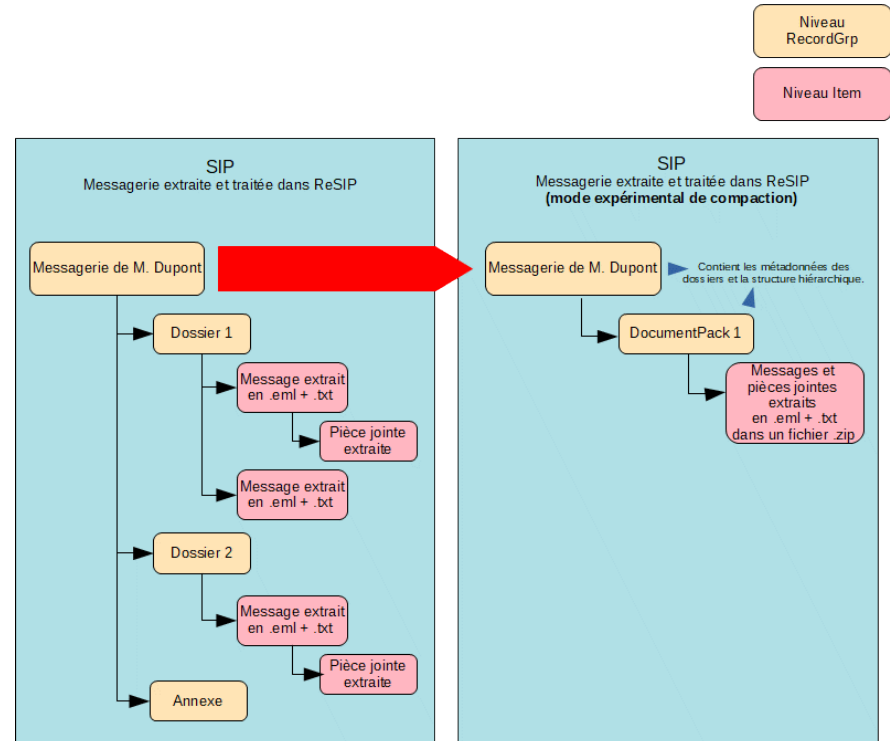 Niveau
RecordGrp
Niveau Item
SIP
Messagerie extraite et traitée dans ReSIP
Messagerie de M. Dupont
Dossier 1
Message extrait
en .eml + .txt
Pièce jointe
extraite
Message extrait
en .eml + .txt
Dossier 2
Message extrait
en .eml + .txt
Pièce jointe
extraite
Annexe
SIP
Messagerie extraite et traitée dans ReSIP
(mode expérimental de compaction)
Messagerie de M. Dupont
Contient les métadonnées des
dossiers et la structure hiérarchique.
DocumentPack 1
Messages et
pièces jointes
extraits
en .eml + .txt
dans un fichier .zip